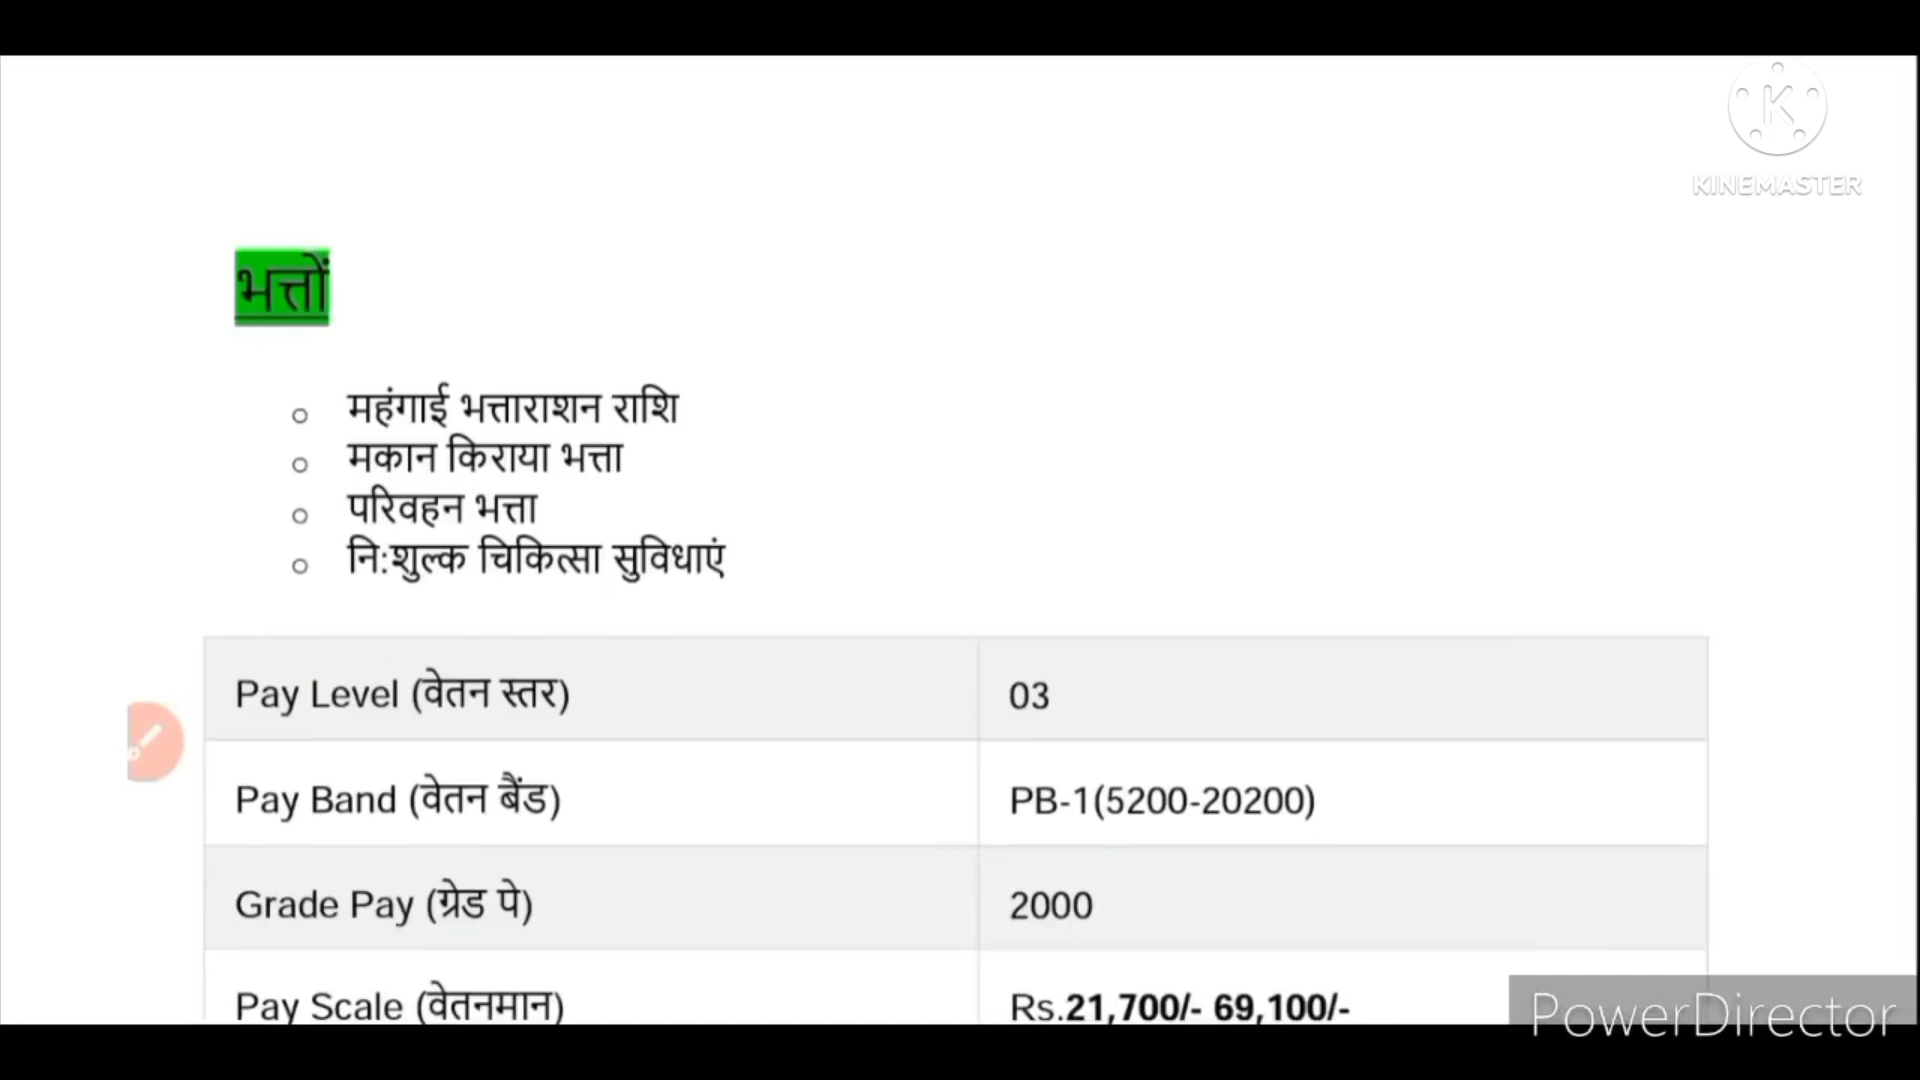 KINEMASTER
भत्तों
महंगाई भत्ताराशन राशि
मकान किराया भत्ता
परिवहन भत्ता
नि:शुल्क चिकित्सा सुविधाएं
Pay Level (वेतन स्तर) 03
Pay Band (वेतन बैंड) PB-1(5200-20200)
Grade Pay (ग्रेड पे) 2000
Pay Scale (वेतनमान) Rs.21,700/- 69,100/-
PowerDirector